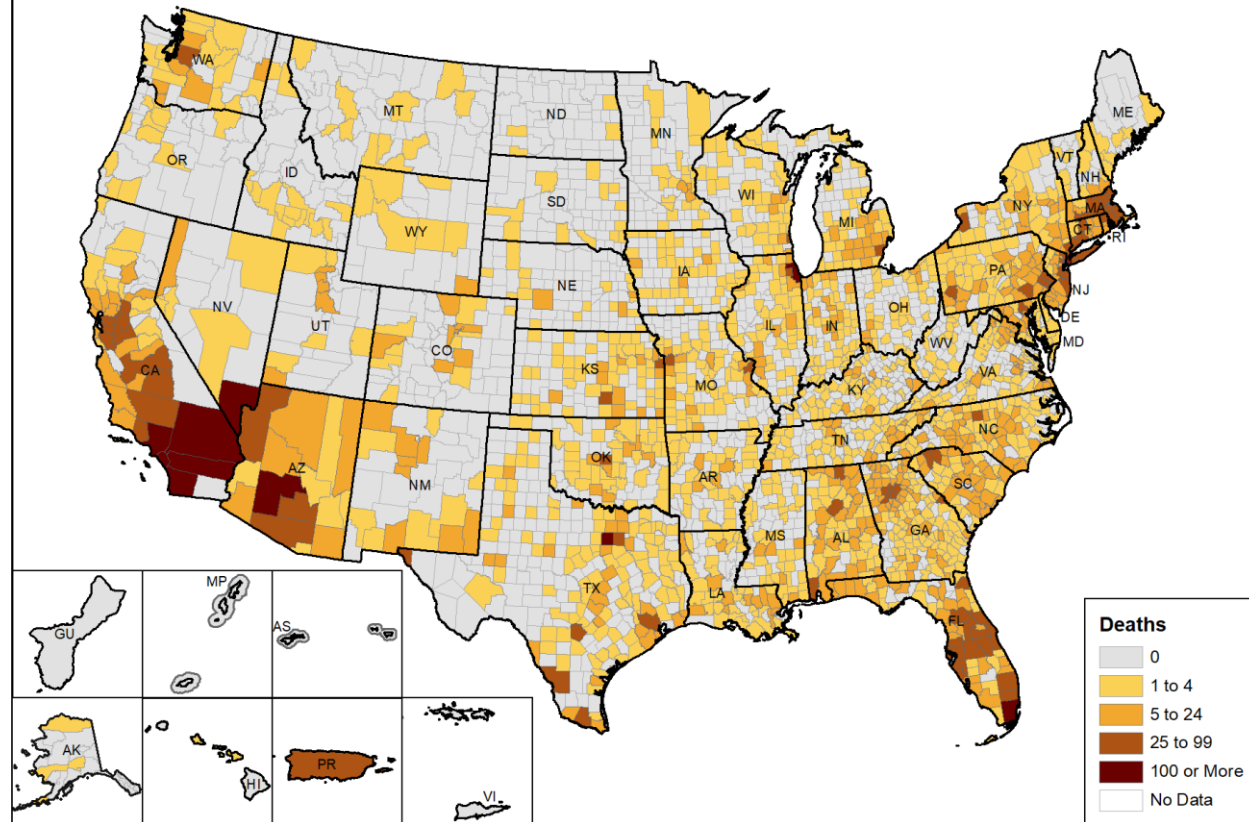 WA
MT
ND
MN
ME
OR
ID
SD
WI
VT
NH
NY
MA
MI
CT
RI
WY
IA
PA
NE
NJ
NV
UT
CO
IL
IN
OH
DE
MD
CA
KS
MO
WV
VA
KY
AZ
NM
OK
TN
NC
AR
SC
MS
AL
GA
TX
LA
FL
GU
MP
AS
AK
HI
PR
VI
Deaths
0
1 to 4
5 to 24
25 to 99
100 or More
No Data